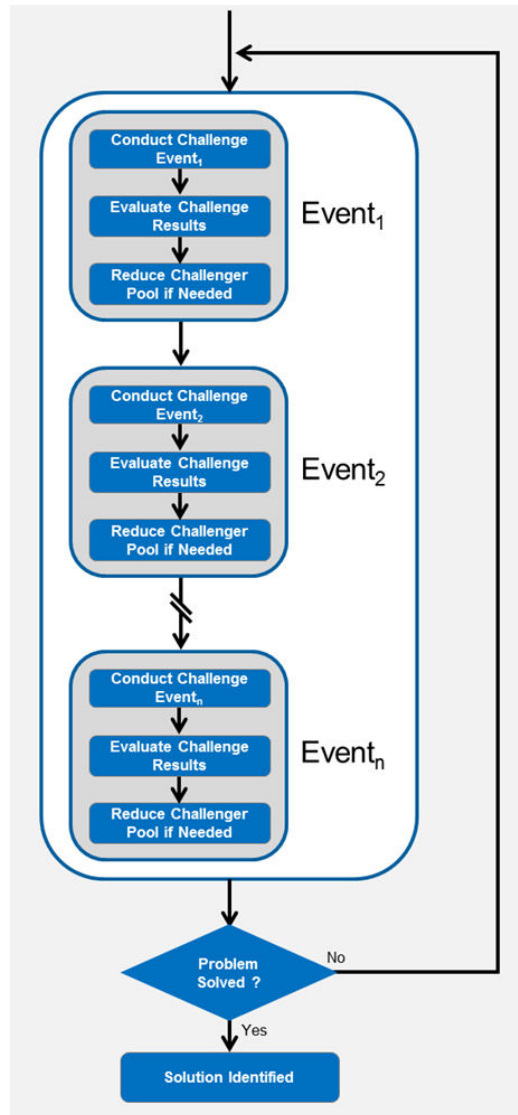 Conduct Challenge
Event₁
Evaluate Challenge
Results
Reduce Challenger
Pool if Needed
Event₁
Conduct Challenge
Event₂
Evaluate Challenge
Results
Reduce Challenger
Pool if Needed
Event₂
Conduct Challenge
Eventₙ
Evaluate Challenge
Results
Reduce Challenger
Pool if Needed
Eventₙ
Problem
Solved ?
No
Yes
Solution Identified